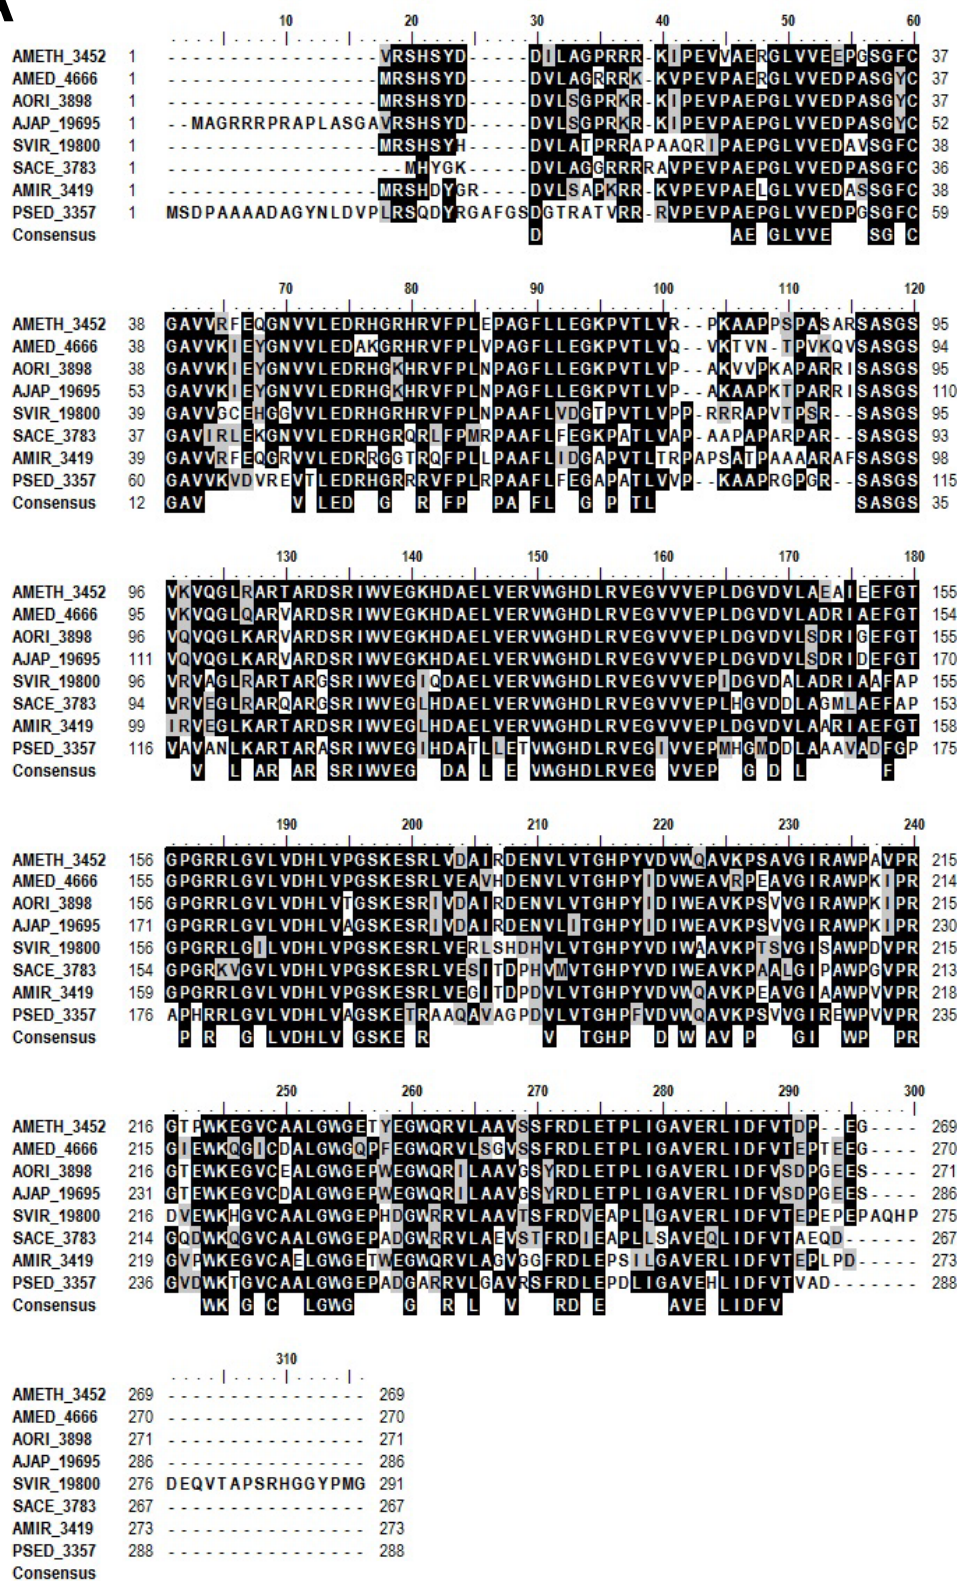 A
10 20 30 40 50 60
AMETH_3452 1 - - - - - - - - - - - - - - - - - VRSHSYD - - - - - DILAGPRRR - KIPEVVAERGLVVEEPGSGFC 37
AMED_4666 1 - - - - - - - - - - - - - - - - - MRSHSYD - - - - - DVLAGRRRK - KVPEVPAERGLVVEDPASGYC 37
AORI_3898 1 - - - - - - - - - - - - - - - - - MRSHSYD - - - - - DVLSGPRKR - KIPEVPAEPGLVVEDPASGYC 37
AJAP_19695 1 - - MAGRRRPRAPLASGAVRSHSYD - - - - - DVLSGPRKR - KIPEVPAEPGLVVEDPASGYC 52
SVIR_19800 1 - - - - - - - - - - - - - - - - - MRSHSYH - - - - - DVLATPRRAPAAQRIPAEPGLVVEDAVSGFC 38
SACE_3783 1 - - - - - - - - - - - - - - - - - - - MHYGK - - - - - DVLAGGRRRRAVPEVPAEPGLVVEDPASGFC 36
AMIR_3419 1 - - - - - - - - - - - - - - - - - MRSHDYGR - - - - DVLSAPKRR - KVPEVPAELGLVVEDASSGFC 38
PSED_3357 1 MSDPAAAADAGYNLDVPLRSQDYRGAFGSDGTRATVRR - RVPEVPAEPGLVVEDPGSGFC 59
Consensus D AE GLVVE SG C
70 80 90 100 110 120
AMETH_3452 38 GAVVRFEQGNVVLEDRHGRHRVFPLEPAGFLLEGKPVTLVR - - PKAAPPSPASARSASGS 95
AMED_4666 38 GAVVKIEYGNVVLEDAKGRHRVFPLVPAGFLLEGKPVTLVQ - - VKTVN - TPVKQVSASGS 94
AORI_3898 38 GAVVKIEYGNVVLEDRHGKHRVFPLNPAGFLLEGKPVTLVP - - AKVVPKAPARRISASGS 95
AJAP_19695 53 GAVVKIEYGNVVLEDRHGKHRVFPLNPAGFLLEGKPVTLVP - - AKAAPKTPARRISASGS 110
SVIR_19800 39 GAVVGCEHGGVVLEDRHGRHRVFPLNPAAFLVDGTPVTLVPP - RRRAPVTPSR - - SASGS 95
SACE_3783 37 GAVIRLEKGNVVLEDRHGRQRLFPMRPAAFLFEGKPATLVAP - AAPAPARPAR - - SASGS 93
AMIR_3419 39 GAVVRFEQGRVVLEDRRGGTRQFPLLPAAFLIDGAPVTLTRPAPSATPAAAARAFSASGS 98
PSED_3357 60 GAVVKVDVREVTLEDRHGRRRVFPLRPAAFLFEGAPATLVVP - - KAAPRGPGR - - SASGS 115
Consensus 12 GAV V LED G R FP PA FL G P TL SASGS 35
130 140 150 160 170 180
AMETH_3452 96 VKVQGLRARTARDSRIWVEGKHDAELVERVWGHDLRVEGVVVEPLDGVDVLAEAIEEFGT 155
AMED_4666 95 VKVQGLQARVARDSRIWVEGKHDAELVERVWGHDLRVEGVVVEPLDGVDVLADRIAEFGT 154
AORI_3898 96 VQVQGLKARVARDSRIWVEGKHDAELVERVWGHDLRVEGVVVEPLDGVDVLSDRIGEFGT 155
AJAP_19695 111 VQVQGLKARVARDSRIWVEGKHDAELVERVWGHDLRVEGVVVEPLDGVDVLSDRIDEFGT 170
SVIR_19800 96 VRVAGLRARTARGSRIWVEGIQDAELVERVWGHDLRVEGVVVEPIDGVDALADRIAAFAP 155
SACE_3783 94 VRVEGLRARQARGSRIWVEGLHDAELVERVWGHDLRVEGVVVEPLHGVDDLAGMLAEFAP 153
AMIR_3419 99 IRVEGLKARTARDSRIWVEGLHDAELVERVWGHDLRVEGVVVEPLDGVDVLAARIAEFGT 158
PSED_3357 116 VAVANLKARTARASRIWVEGIHDATLLETVWGHDLRVEGIVVEPMHGMDDLAAAVADFGP 175
Consensus V L AR AR SRIWVEG DA L E VWGHDLRVEG VVEP G D L F
190 200 210 220 230 240
AMETH_3452 156 GPGRRLGVLVDHLVPGSKESRLVDAIRDENVLVTGHPYVDVWQAVKPSAVGIRAWPAVPR 215
AMED_4666 155 GPGRRLGVLVDHLVPGSKESRLVEAVHDENVLVTGHPYIDVWEAVRPEAVGIRAWPKIPR 214
AORI_3898 156 GPGRRLGVLVDHLVTGSKESRIVDAIRDENVLVTGHPYIDIWEAVKPSVVGIRAWPKIPR 215
AJAP_19695 171 GPGRRLGVLVDHLVAGSKESRIVDAIRDENVLITGHPYIDIWEAVKPSVVGIRAWPKIPR 230
SVIR_19800 156 GPGRRLGILVDHLVPGSKESRLVERLSHDHVLVTGHPYVDIWAAVKPTSVGISAWPDVPR 215
SACE_3783 154 GPGRKVGVLVDHLVPGSKESRLVESITDPHVMVTGHPYVDIWEAVKPAALGIPAWPGVPR 213
AMIR_3419 159 GPGRRLGVLVDHLVPGSKESRLVEGITDPDVLVTGHPYVDVWQAVKPEAVGIAAWPVVPR 218
PSED_3357 176 APHRRLGVLVDHLVAGSKETRAAQAVAGPDVLVTGHPFVDVWQAVKPSVVGIREWPVVPR 235
Consensus P R G LVDHLV GSKE R V TGHP D W AV P GI WP PR
250 260 270 280 290 300
AMETH_3452 216 GTPWKEGVCAALGWGETYEGWQRVLAAVSSFRDLETPLIGAVERLIDFVTDP - - EG - - - - 269
AMED_4666 215 GIEWKQGICDALGWGQPFEGWQRVLSGVSSFRDLETPLIGAVERLIDFVTEPTEEG - - - - 270
AORI_3898 216 GTEWKEGVCEALGWGEPWEGWQRILAAVGSYRDLETPLIGAVERLIDFVSDPGEES - - - - 271
AJAP_19695 231 GTEWKEGVCDALGWGEPWEGWQRILAAVGSYRDLETPLIGAVERLIDFVSDPGEES - - - - 286
SVIR_19800 216 DVEWKHGVCAALGWGEPHDGWRRVLAAVTSFRDVEAPLLGAVERLIDFVTEPEPEPAQHP 275
SACE_3783 214 GQDWKQGVCAALGWGEPADGWRRVLAEVSTFRDIEAPLLSAVEQLIDFVTAEQD - - - - - - 267
AMIR_3419 219 GVPWKEGVCAELGWGETWEGWKRVLAGVGGFRDLEPSILGAVERLIDFVTEPLPD - - - - - 273
PSED_3357 236 GVDWKTGVCAALGWGEPADGARRVLGAVRSFRDLEPDLIGAVEHLIDFVTVAD - - - - - - - 288
Consensus WK G C LGWG G R L V RD E AVE LIDFV
310
AMETH_3452 269 - - - - - - - - - - - - - - - - 269
AMED_4666 270 - - - - - - - - - - - - - - - - 270
AORI_3898 271 - - - - - - - - - - - - - - - - 271
AJAP_19695 286 - - - - - - - - - - - - - - - - 286
SVIR_19800 276 DEQVTAPSRHGGYPMG 291
SACE_3783 267 - - - - - - - - - - - - - - - - 267
AMIR_3419 273 - - - - - - - - - - - - - - - - 273
PSED_3357 288 - - - - - - - - - - - - - - - - 288
Consensus